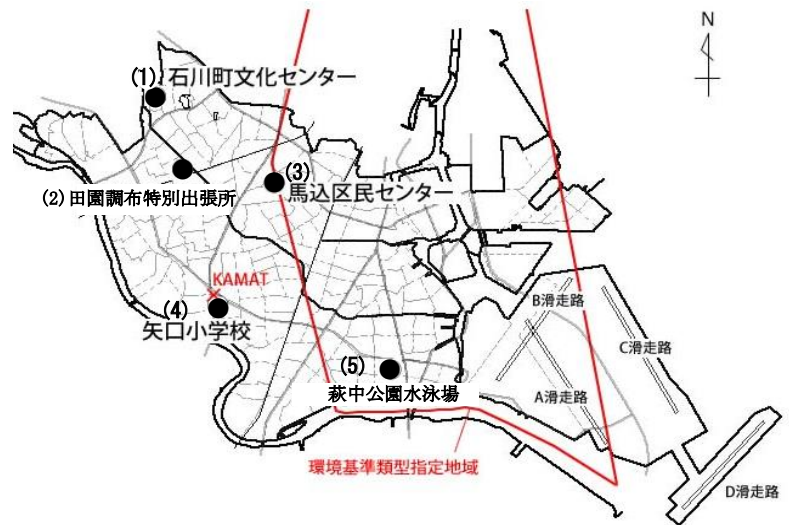 N
(1) 石川町文化センター
(2) 田園調布特別出張所
(3)
馬込区民センター
KAMAT
(4)
矢口小学校
(5)
萩中公園水泳場
B滑走路
C滑走路
A滑走路
環境基準類型指定地域
D滑走路